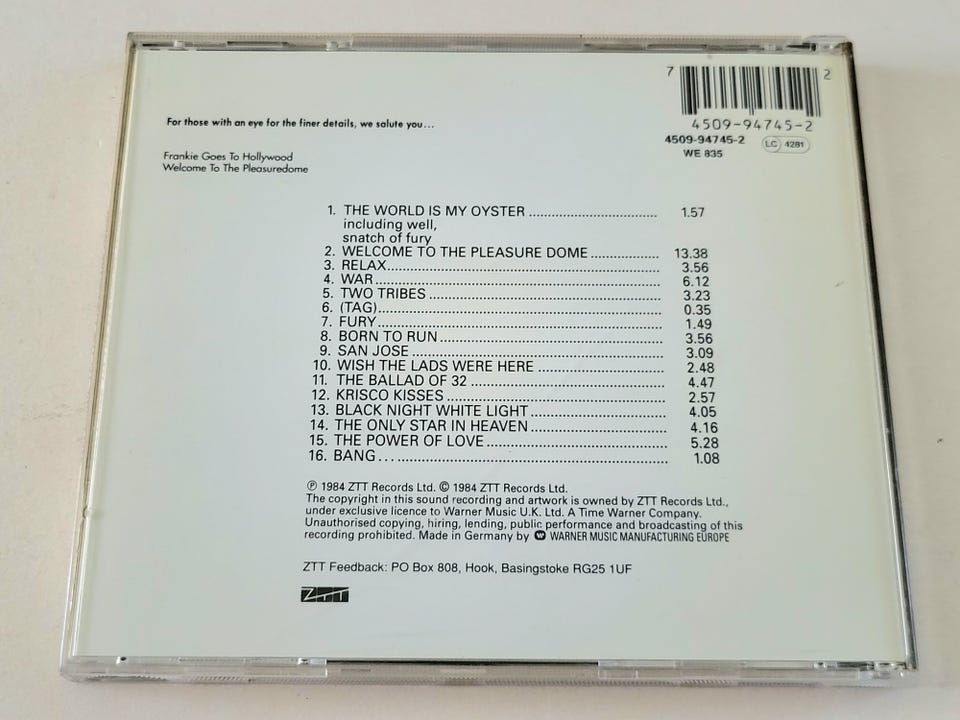 7 2
4509-94745-2
4509-94745-2
LC 4281
WE 835
For those with an eye for the finer details, we salute you...
Frankie Goes To Hollywood
Welcome To The Pleasuredome
1. THE WORLD IS MY OYSTER ........ 1.57
including well,
snatch of fury
2. WELCOME TO THE PLEASURE DOME ........ 13.38
3. RELAX ........ 3.56
4. WAR ........ 6.12
5. TWO TRIBES ........ 3.23
6. (TAG) ........ 0.35
7. FURY ........ 1.49
8. BORN TO RUN ........ 3.56
9. SAN JOSE ........ 3.09
10. WISH THE LADS WERE HERE ........ 2.48
11. THE BALLAD OF 32 ........ 4.47
12. KRISCO KISSES ........ 2.57
13. BLACK NIGHT WHITE LIGHT ........ 4.05
14. THE ONLY STAR IN HEAVEN ........ 4.16
15. THE POWER OF LOVE ........ 5.28
16. BANG... ........ 1.08
℗ 1984 ZTT Records Ltd. © 1984 ZTT Records Ltd.
The copyright in this sound recording and artwork is owned by ZTT Records Ltd.,
under exclusive licence to Warner Music U.K. Ltd. A Time Warner Company.
Unauthorised copying, hiring, lending, public performance and broadcasting of this
recording prohibited. Made in Germany by WARNER MUSIC MANUFACTURING EUROPE
ZTT Feedback: PO Box 808, Hook, Basingstoke RG25 1UF
ZTT